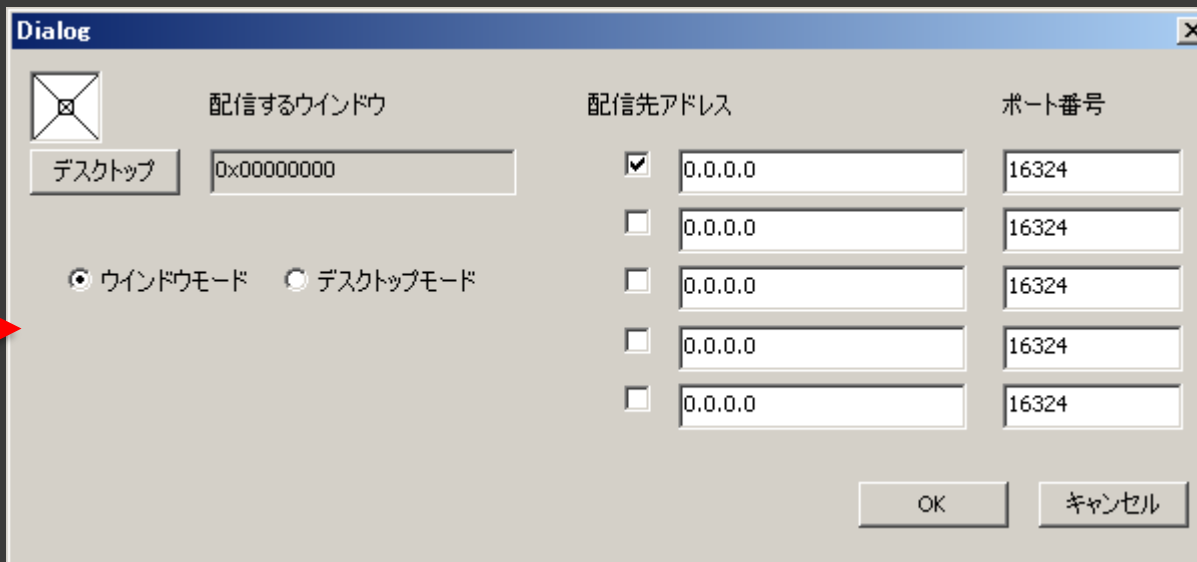 Dialog
配信するウインドウ 配信先アドレス ポート番号
デスクトップ 0x00000000 0.0.0.0 16324
0.0.0.0 16324
ウインドウモード デスクトップモード 0.0.0.0 16324
0.0.0.0 16324
0.0.0.0 16324
OK キャンセル